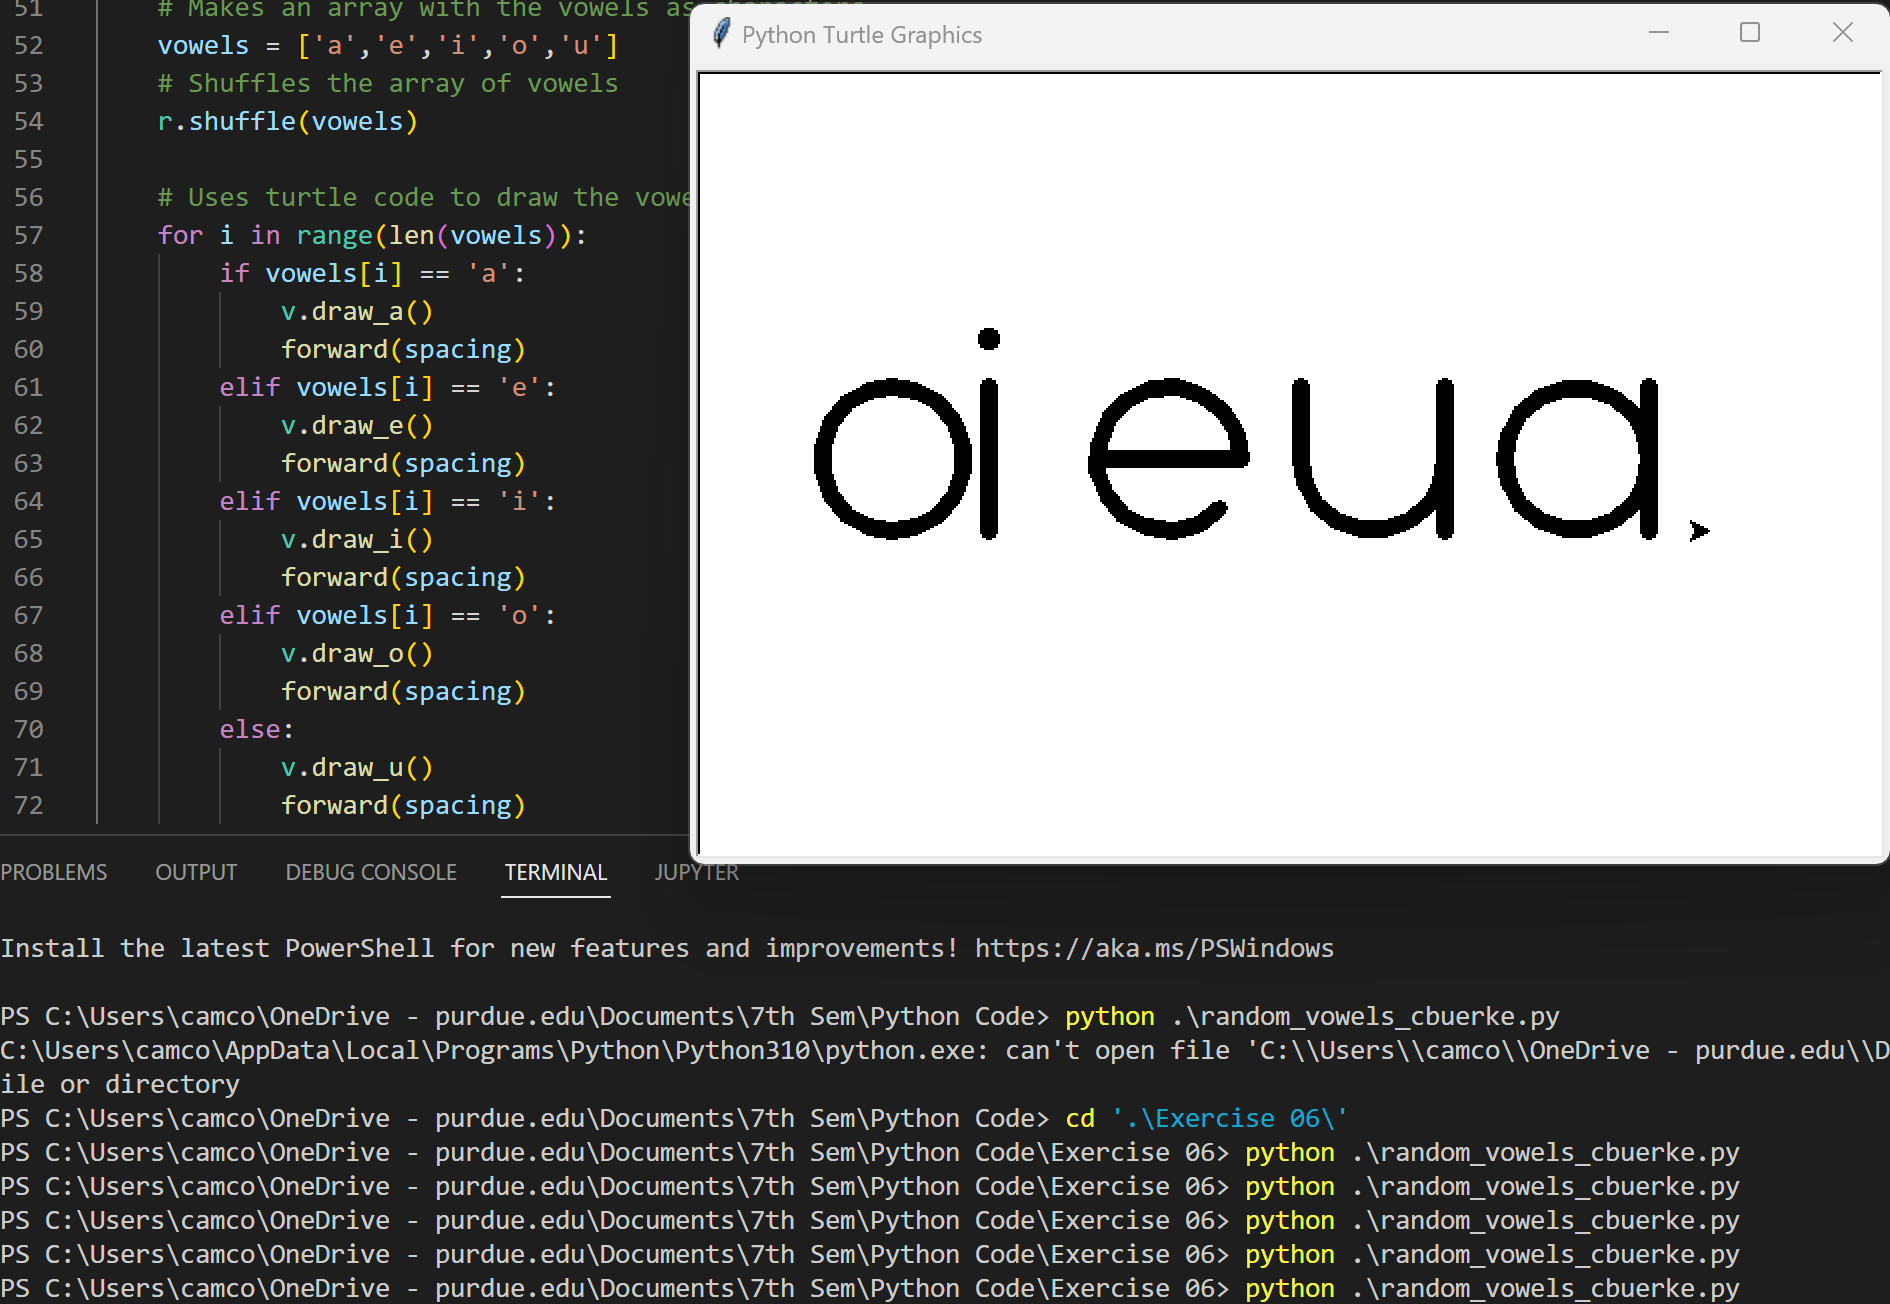 51 # Makes an array with the vowels as characters
52 vowels = ['a','e','i','o','u']
53 # Shuffles the array of vowels
54 r.shuffle(vowels)
55
56 # Uses turtle code to draw the vowe
57 for i in range(len(vowels)):
58 if vowels[i] == 'a':
59 v.draw_a()
60 forward(spacing)
61 elif vowels[i] == 'e':
62 v.draw_e()
63 forward(spacing)
64 elif vowels[i] == 'i':
65 v.draw_i()
66 forward(spacing)
67 elif vowels[i] == 'o':
68 v.draw_o()
69 forward(spacing)
70 else:
71 v.draw_u()
72 forward(spacing)
Python Turtle Graphics
oi e u a
PROBLEMS OUTPUT DEBUG CONSOLE TERMINAL JUPYTER
Install the latest PowerShell for new features and improvements! https://aka.ms/PSWindows
PS C:\Users\camco\OneDrive - purdue.edu\Documents\7th Sem\Python Code> python .\random_vowels_cbuerke.py
C:\Users\camco\AppData\Local\Programs\Python\Python310\python.exe: can't open file 'C:\\Users\\camco\\OneDrive - purdue.edu\\D
ile or directory
PS C:\Users\camco\OneDrive - purdue.edu\Documents\7th Sem\Python Code> cd '.\Exercise 06\'
PS C:\Users\camco\OneDrive - purdue.edu\Documents\7th Sem\Python Code\Exercise 06> python .\random_vowels_cbuerke.py
PS C:\Users\camco\OneDrive - purdue.edu\Documents\7th Sem\Python Code\Exercise 06> python .\random_vowels_cbuerke.py
PS C:\Users\camco\OneDrive - purdue.edu\Documents\7th Sem\Python Code\Exercise 06> python .\random_vowels_cbuerke.py
PS C:\Users\camco\OneDrive - purdue.edu\Documents\7th Sem\Python Code\Exercise 06> python .\random_vowels_cbuerke.py
PS C:\Users\camco\OneDrive - purdue.edu\Documents\7th Sem\Python Code\Exercise 06> python .\random_vowels_cbuerke.py